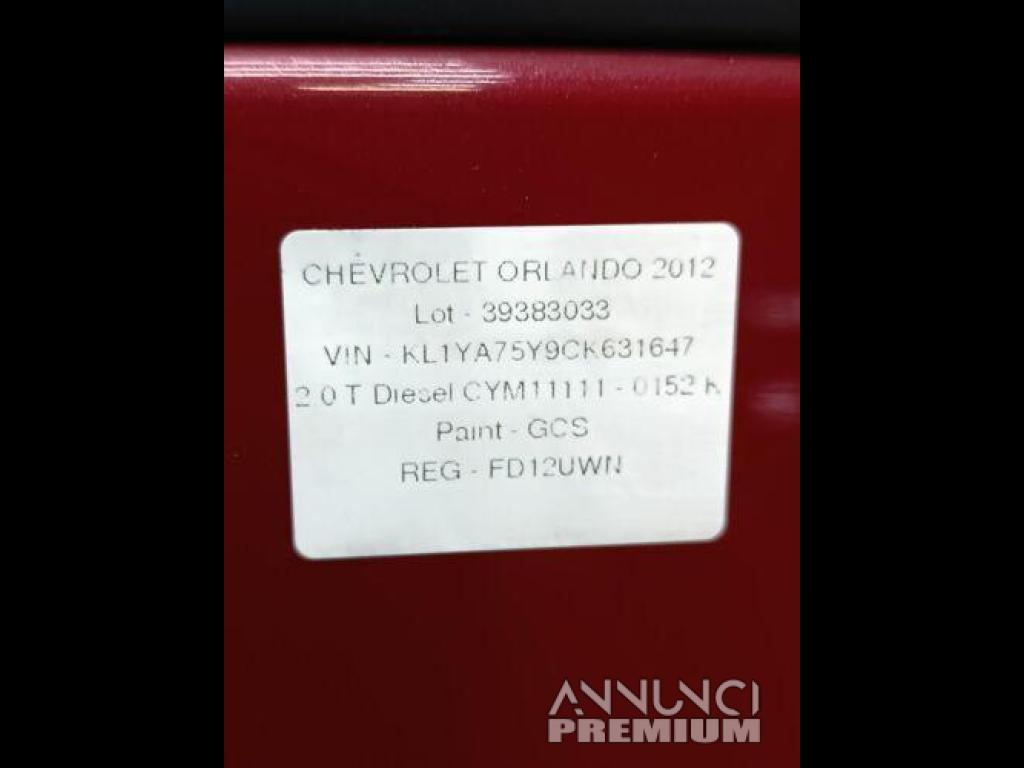 CHEVROLET ORLANDO 2012
Lot - 39383033
VIN - KL1YA75Y9CK631647
2.0 T Diesel CYM11111 - 0152 K
Paint - GCS
REG - FD12UWN
ANNUNCI
PREMIUM